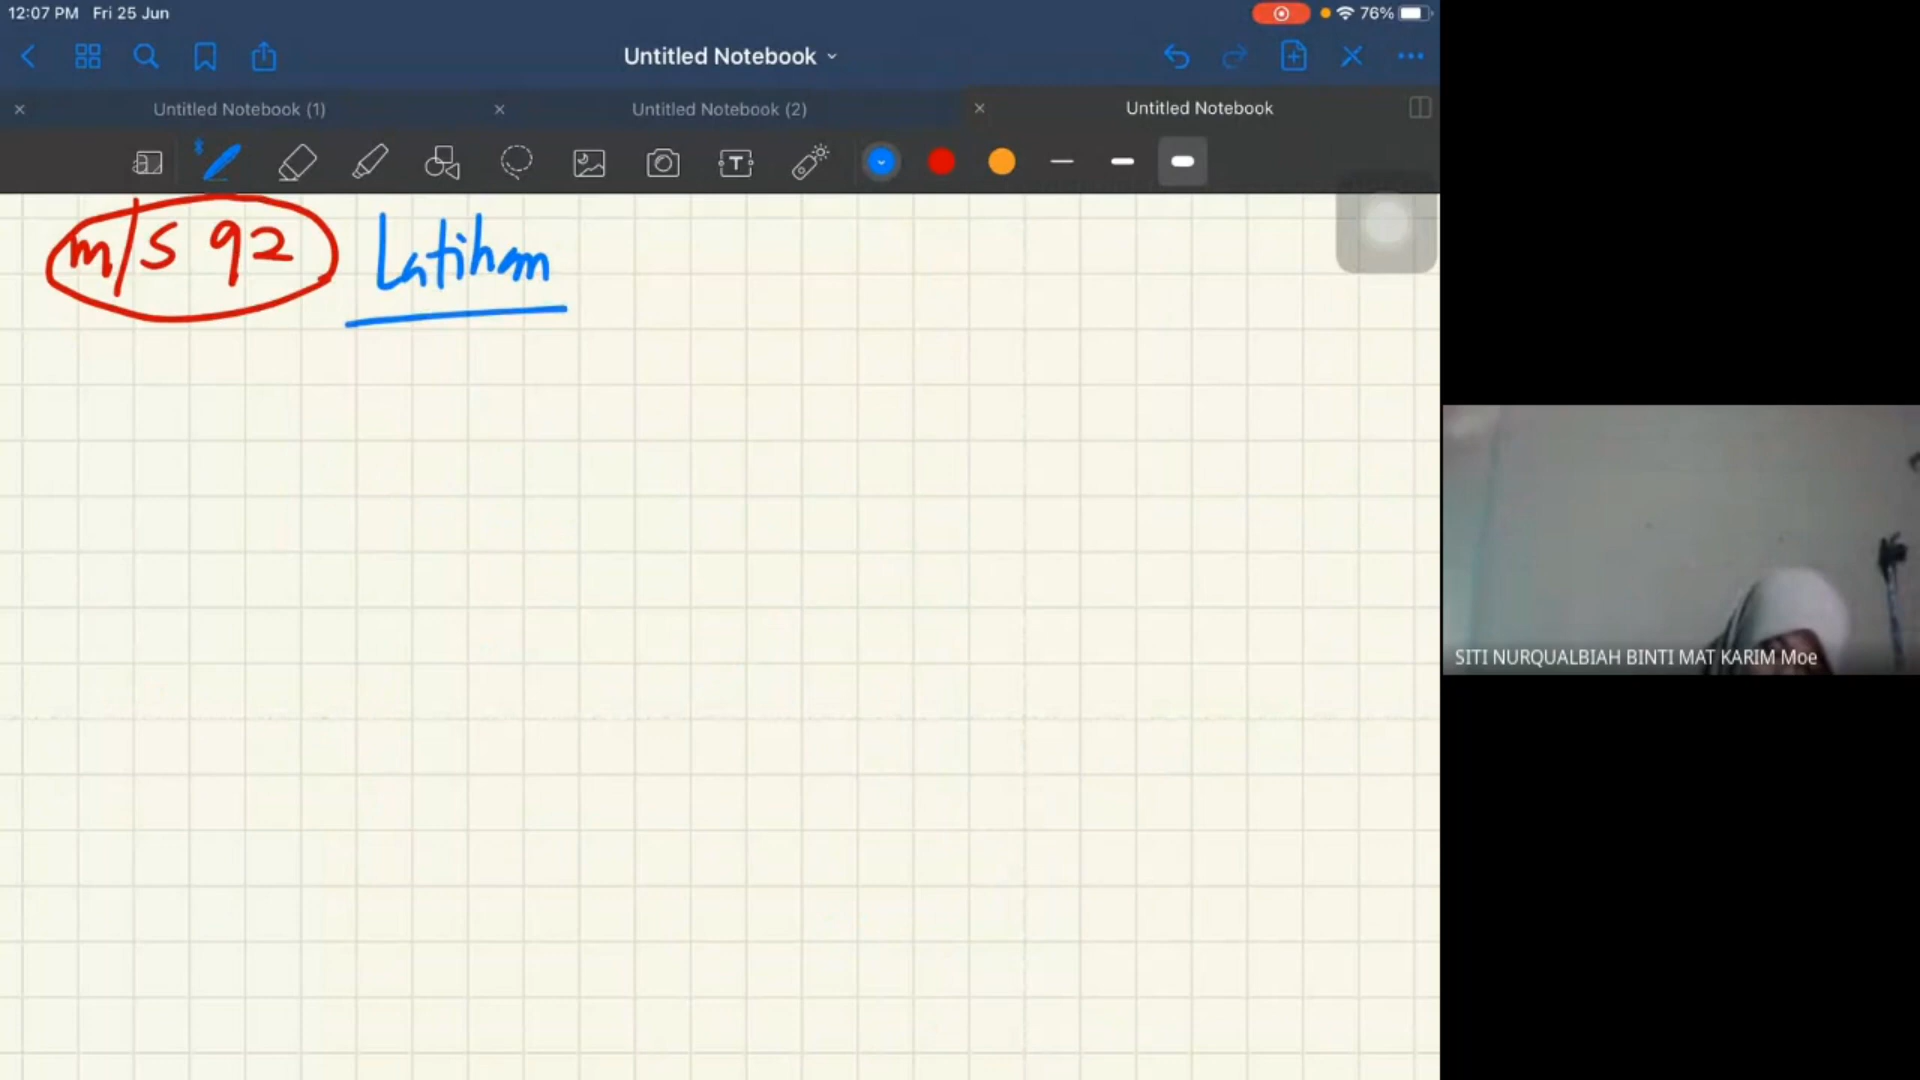 12:07 PM Fri 25 Jun 76%
Untitled Notebook
Untitled Notebook (1) Untitled Notebook (2) Untitled Notebook
T
m/s 92 Latihan
SITI NURQUALBIAH BINTI MAT KARIM Moe